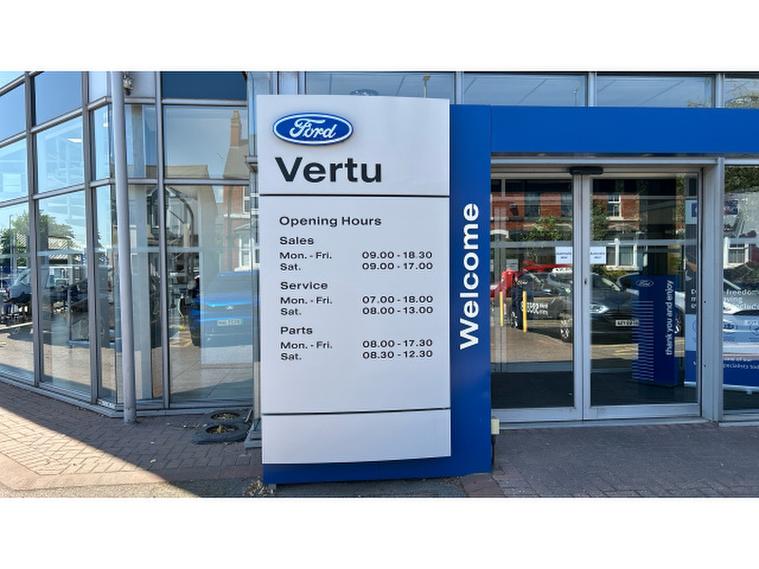 Ford
Vertu
Opening Hours
Sales
Mon. - Fri. 09.00 - 18.30
Sat. 09.00 - 17.00
Service
Mon. - Fri. 07.00 - 18.00
Sat. 08.00 - 13.00
Parts
Mon. - Fri. 08.00 - 17.30
Sat. 08.30 - 12.30
Welcome
Ford
thank you and enjoy